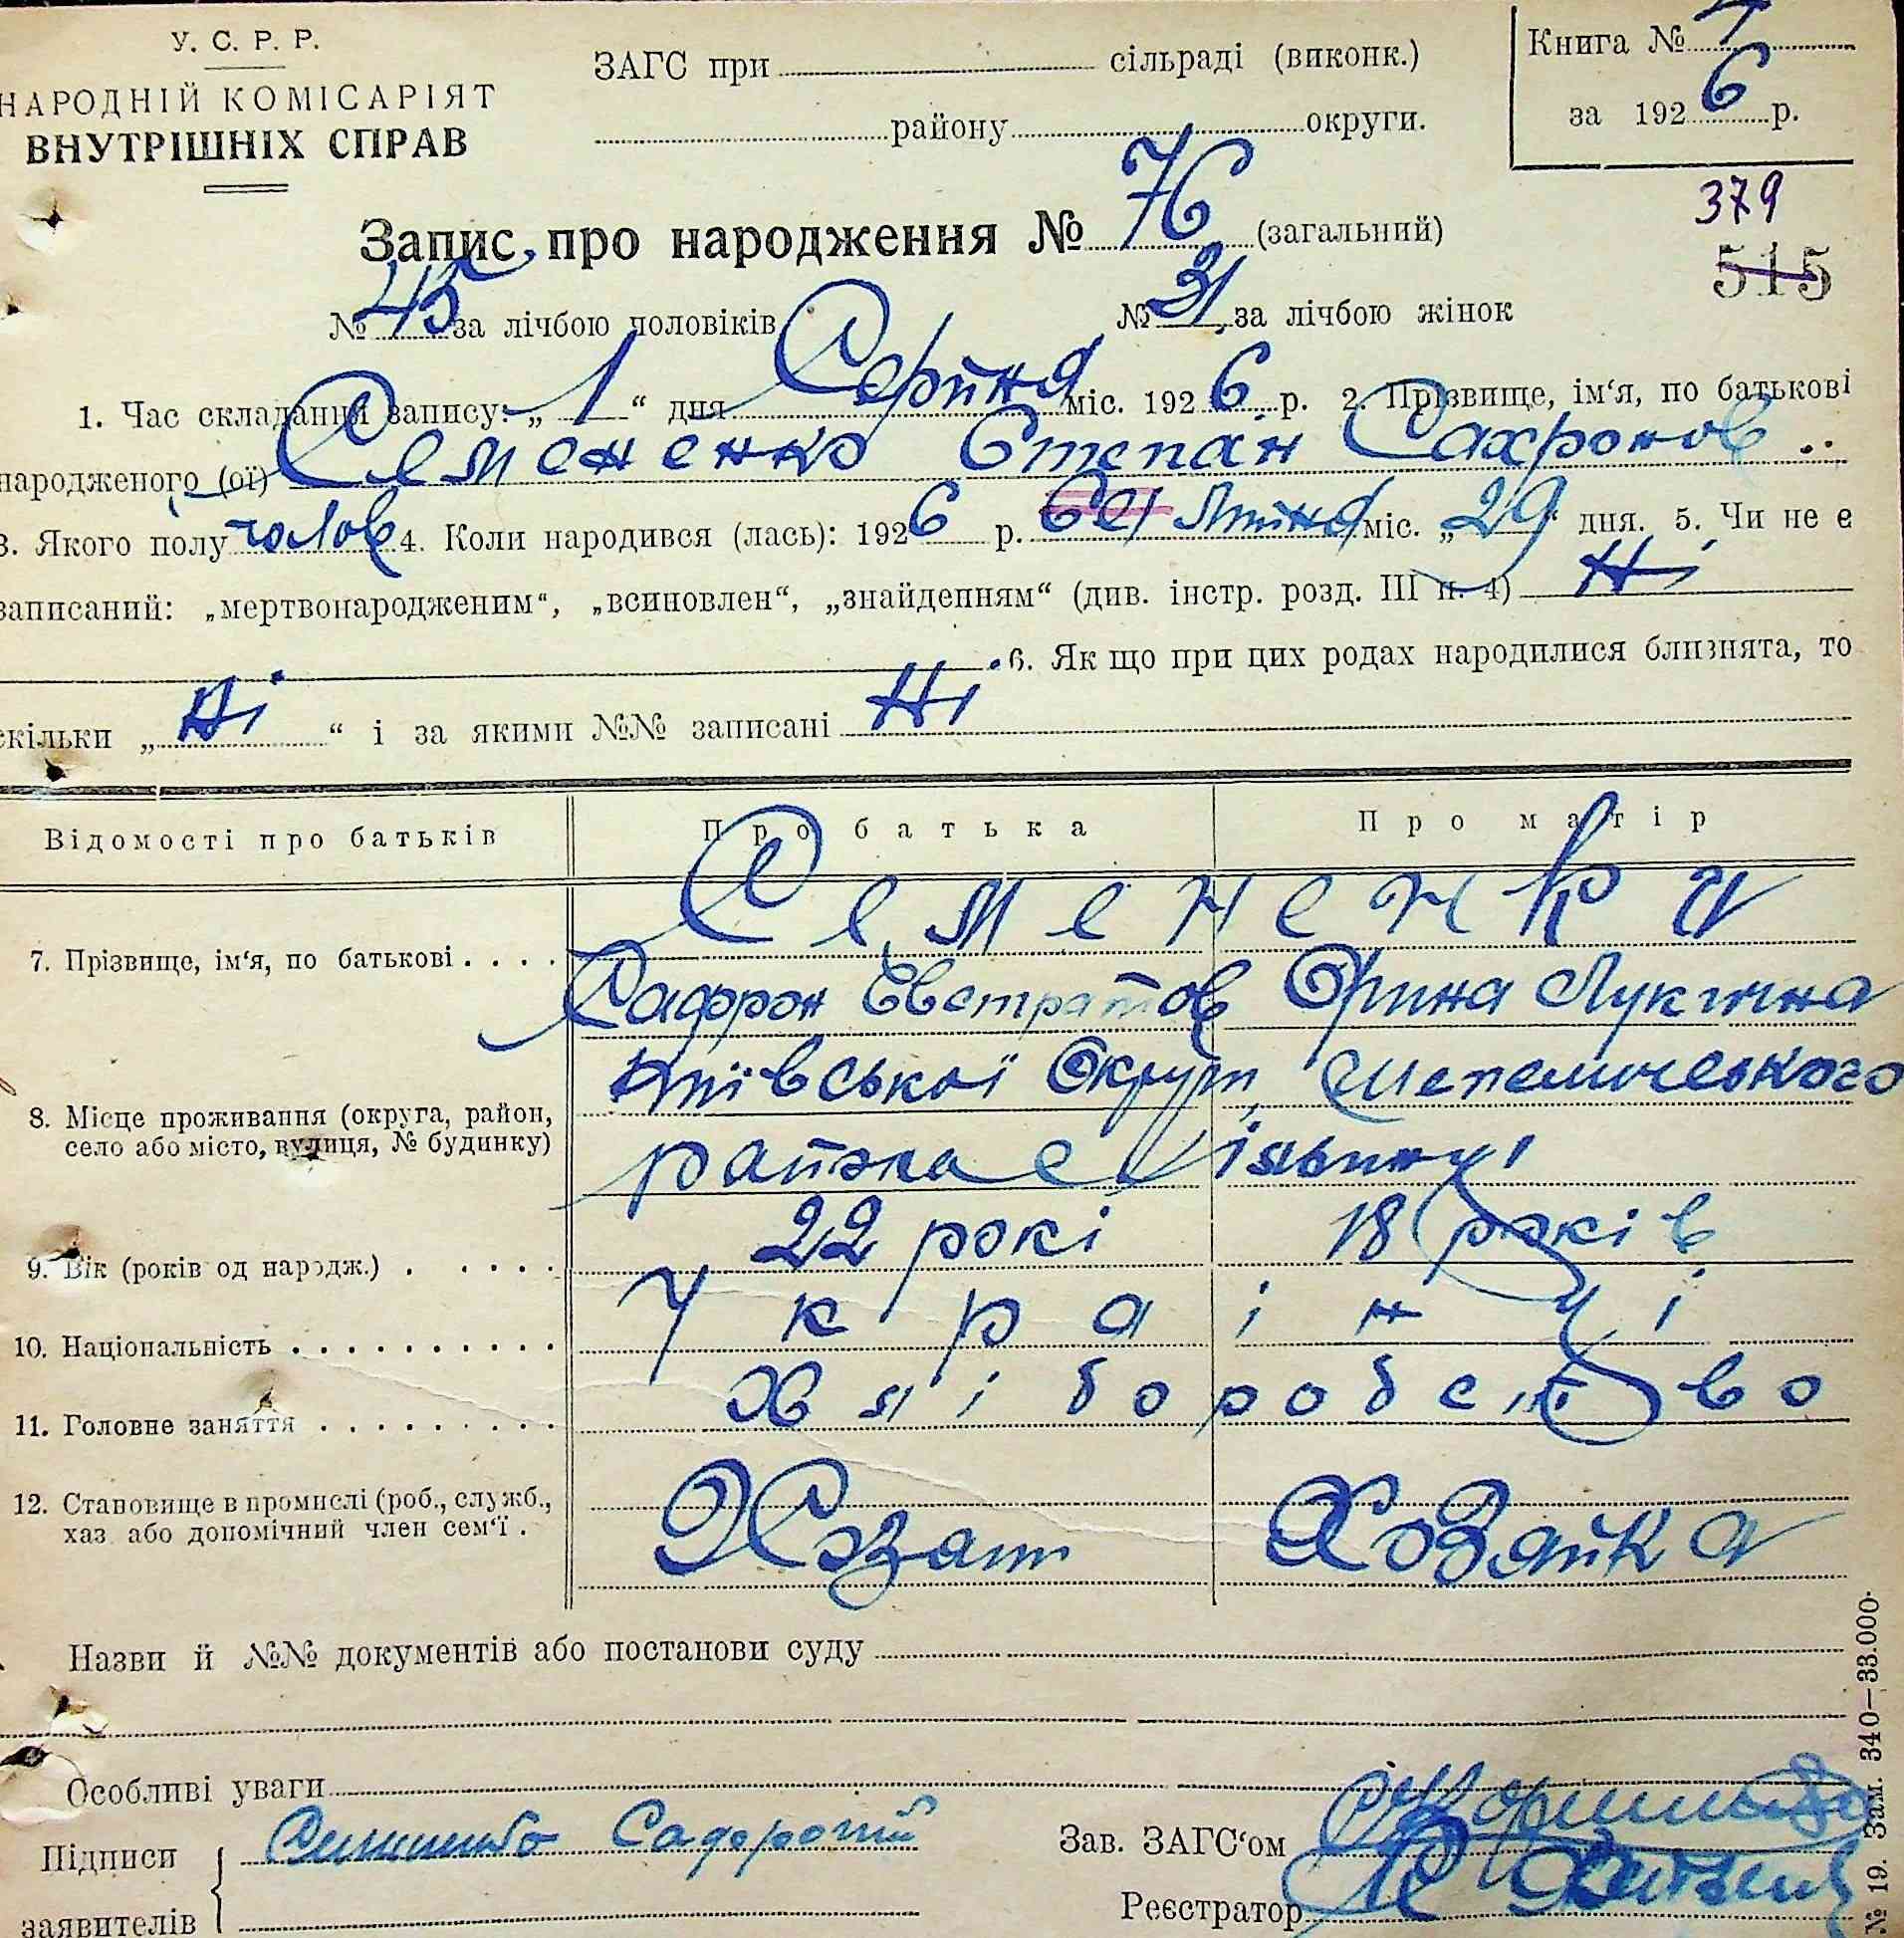 У. С. Р. Р.
НАРОДНІЙ КОМІСАРІЯТ
ВНУТРІШНІХ СПРАВ
ЗАГС при сільраді (виконк.)
району округи.
Книга № 7
за 1926 р.
379
515
Запис про народження № 76 (загальний)
№ 45 за лічбою половіків № 31 за лічбою жінок
1. Час складання запису: „ 1 “ дня Серпня міс. 1926 р. 2. Прізвище, ім‘я, по батькові
народженого (ої) Семененко Степан Сахронов
3. Якого полу чолов 4. Коли народився (лась): 1926 р. Липня міс. „ 29 “ дня. 5. Чи не є
записаний: „мертвонародженим“, „всиновлен“, „знайденням“ (див. інстр. розд. III п. 4) Ні
6. Як що при цих родах народилися близнята, то
скільки „ Ні “ і за якими №№ записані Ні
Відомості про батьків Про батька Про матір
Семененки
7. Прізвище, ім‘я, по батькові . . . . Сафрон Евстратов Орина Лукична
8. Місце проживання (округа, район,
село або місто, вулиця, № будинку)
Київської Округи Шепелического
району с
9. Вік (років од народж.) . . . . . 22 рокі 18 років
10. Національність . . . . . . . . . . Українці
11. Головне заняття . . . . . . . . . Хліборобство
12. Становище в промислі (роб., служб.,
хаз. або допомічний член сем‘ї .
Хозяїн Хозяйка
Назви й №№ документів або постанови суду
Особливі уваги
Підписи
заявителів
Зав. ЗАГС‘ом
Реєстратор
№ 19. Зам. 340—33.000.